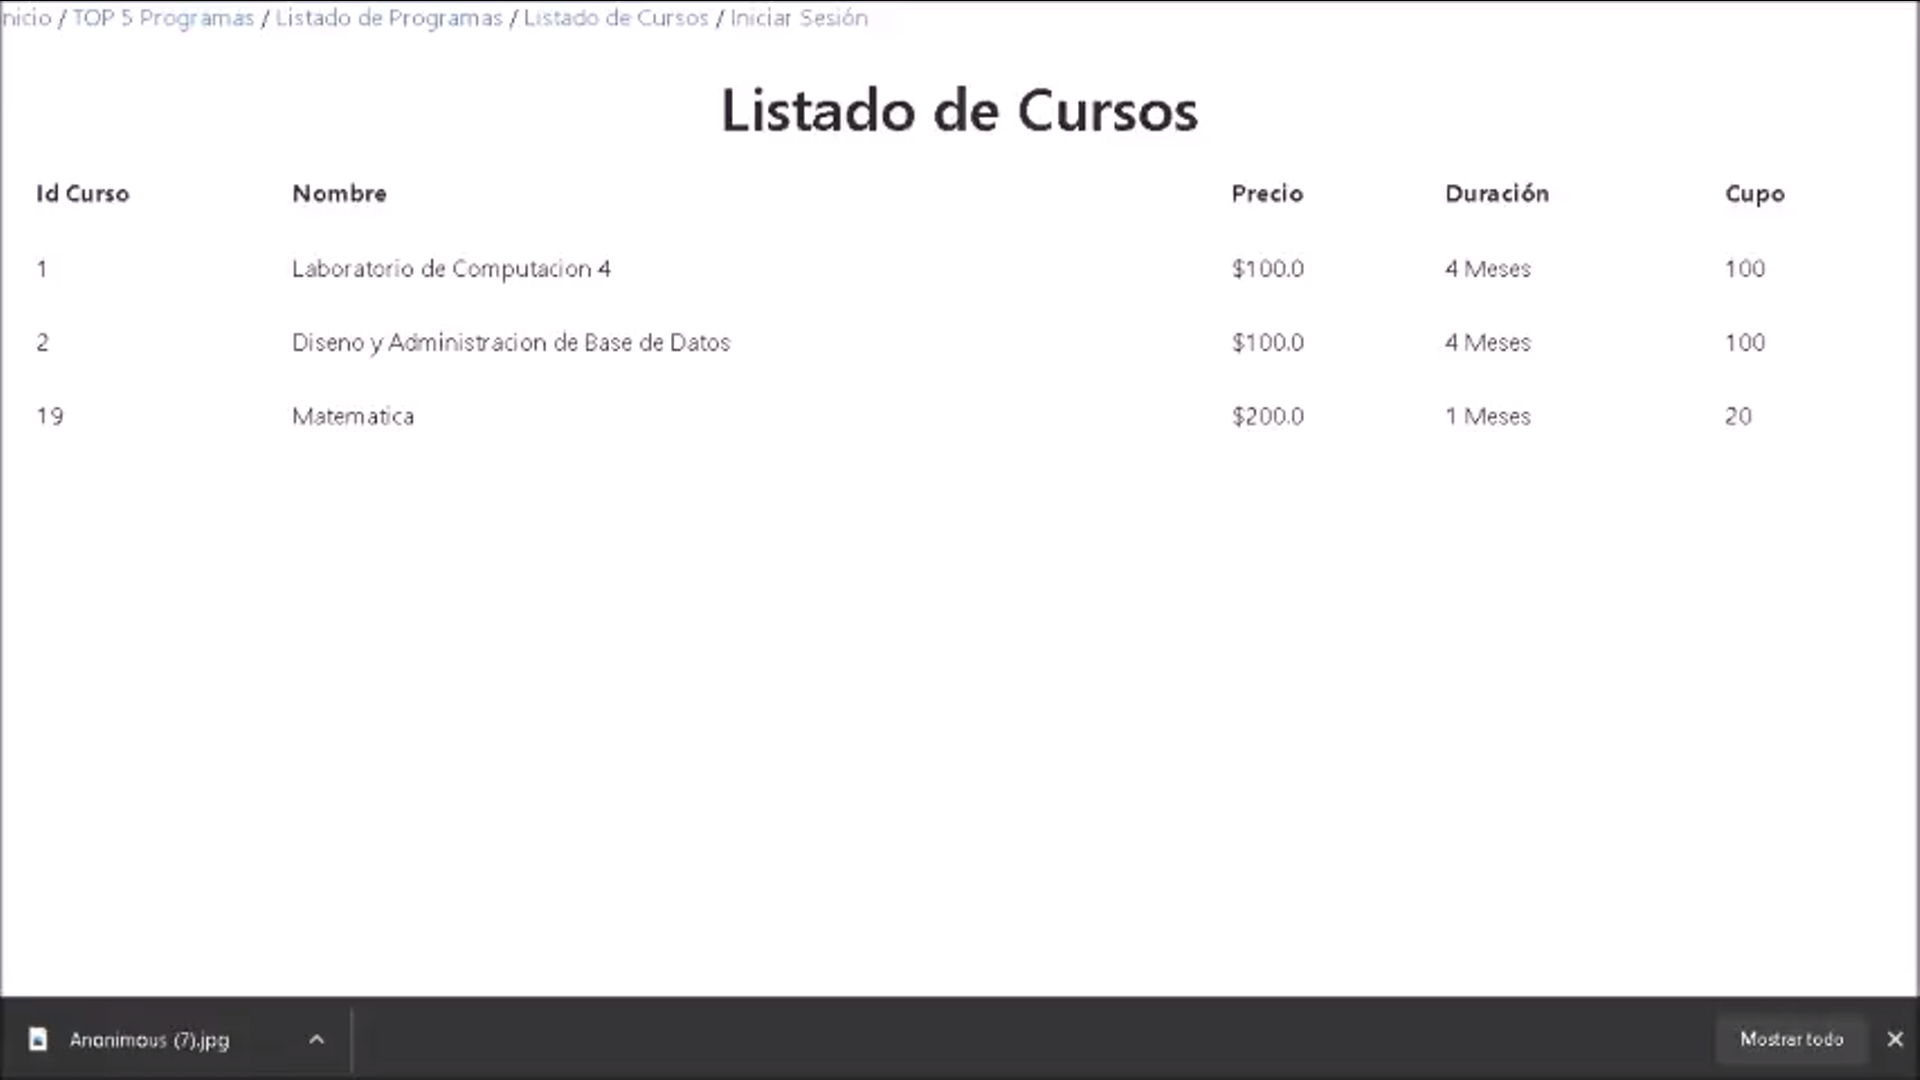 nicio / TOP 5 Programas / Listado de Programas / Listado de Cursos / Iniciar Sesión
Listado de Cursos
Id Curso Nombre Precio Duración Cupo
1 Laboratorio de Computacion 4 $100.0 4 Meses 100
2 Diseno y Administracion de Base de Datos $100.0 4 Meses 100
19 Matematica $200.0 1 Meses 20
Anonimous (7).jpg Mostrar todo